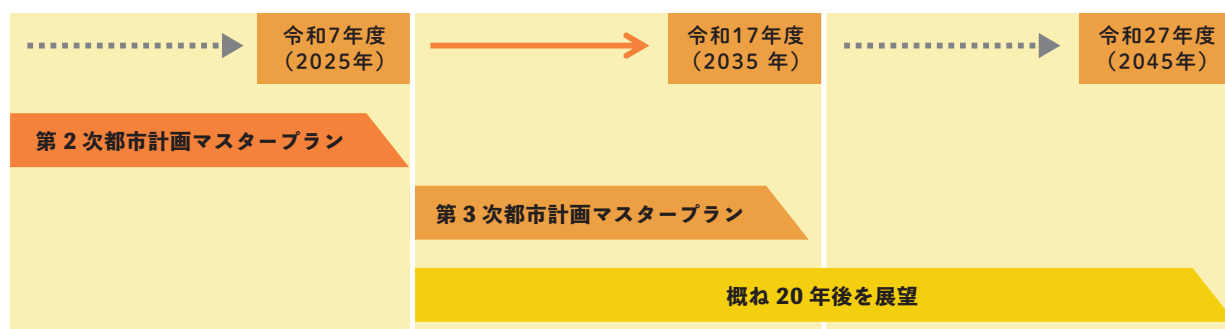 令和7年度
（2025年）
令和17年度
（2035 年）
令和27年度
（2045年）
第 2 次都市計画マスタープラン
第 3 次都市計画マスタープラン
概ね 20 年後を展望